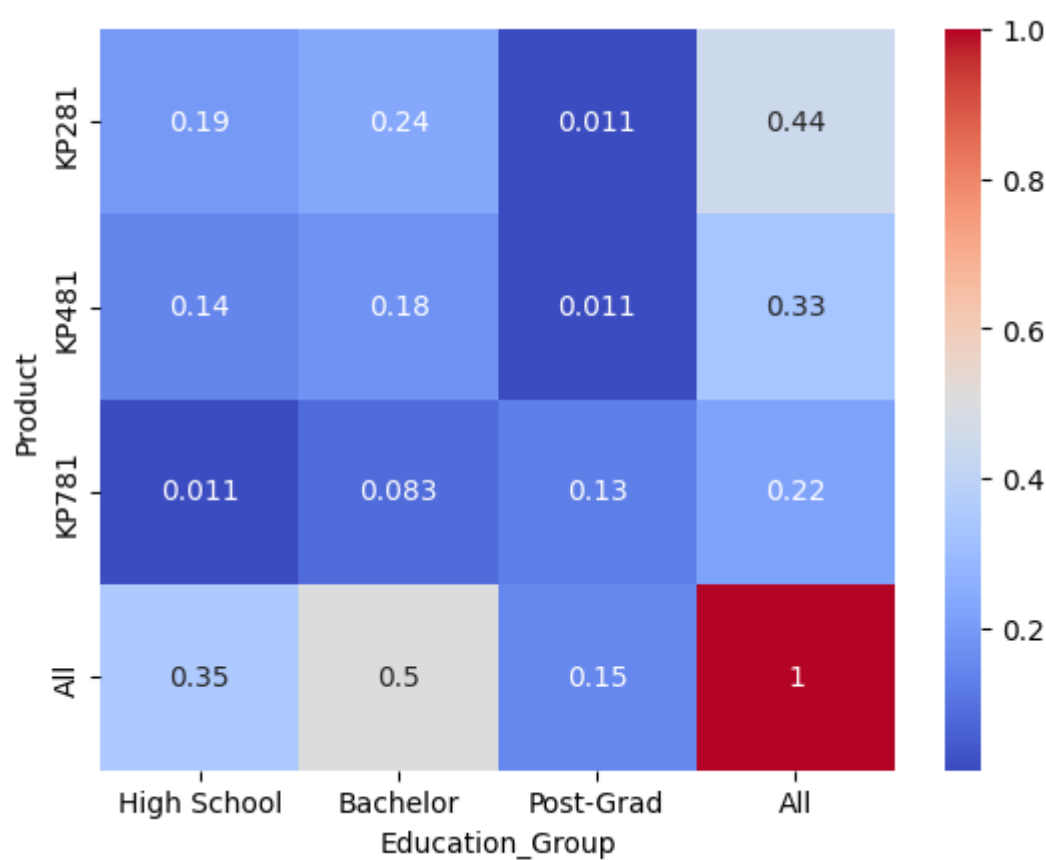 KP281 0.19 0.24 0.011 0.44
KP481 0.14 0.18 0.011 0.33
KP781 0.011 0.083 0.13 0.22
All 0.35 0.5 0.15 1
High School Bachelor Post-Grad All
Education_Group
Product
1.0
0.8
0.6
0.4
0.2